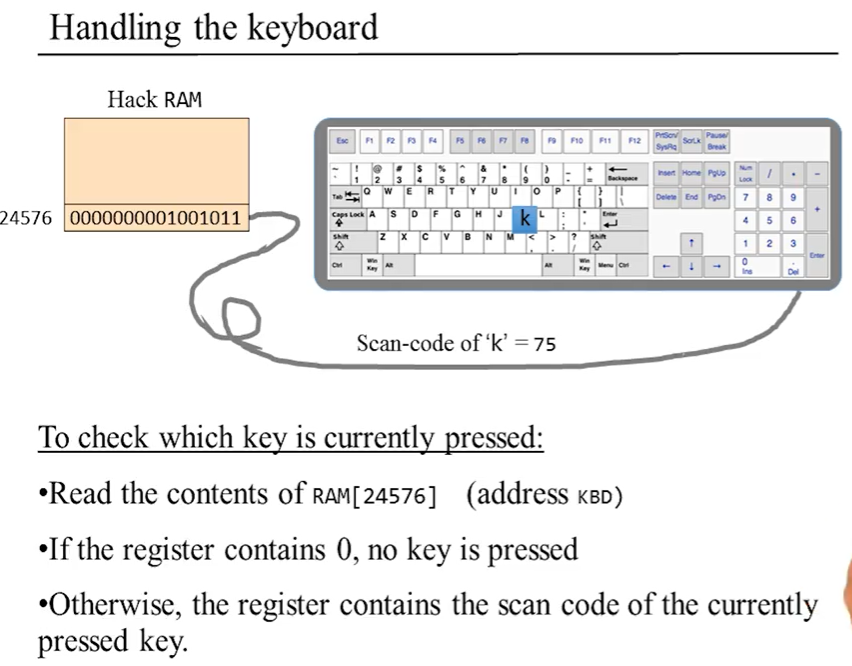 Handling the keyboard
Hack RAM
24576 0000000001001011
Esc F1 F2 F3 F4 F5 F6 F7 F8 F9 F10 F11 F12 PrtScn/ SysRq ScrLk Pause/ Break
~ ! @ # $ % ^ & * ( ) _ + Backspace Insert Home PgUp Num Lock / * −
` 1 2 3 4 5 6 7 8 9 0 - =
Tab Q W E R T Y U I O P { [ } ] | \ Delete End PgDn 7 8 9 +
Caps Lock A S D F G H J k L : ; " ' Enter 4 5 6
Shift Z X C V B N M < , > . ? / Shift ↑ 1 2 3 Enter
Ctrl Win Key Alt Alt Win Key Menu Ctrl ← ↓ → 0 Ins . Del
Scan-code of ‘k’ = 75
To check which key is currently pressed:
•Read the contents of RAM[24576] (address KBD)
•If the register contains 0, no key is pressed
•Otherwise, the register contains the scan code of the currently
pressed key.